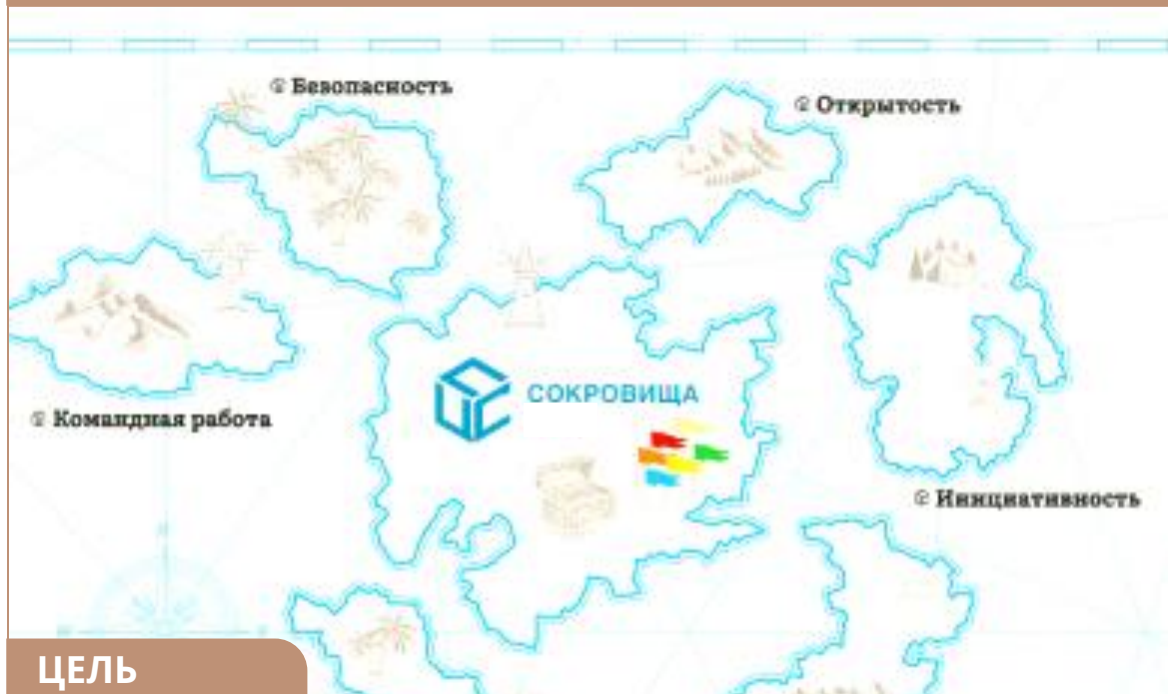 Безопасность
Открытость
СОКРОВИЩА
Командная работа
Инициативность
ЦЕЛЬ